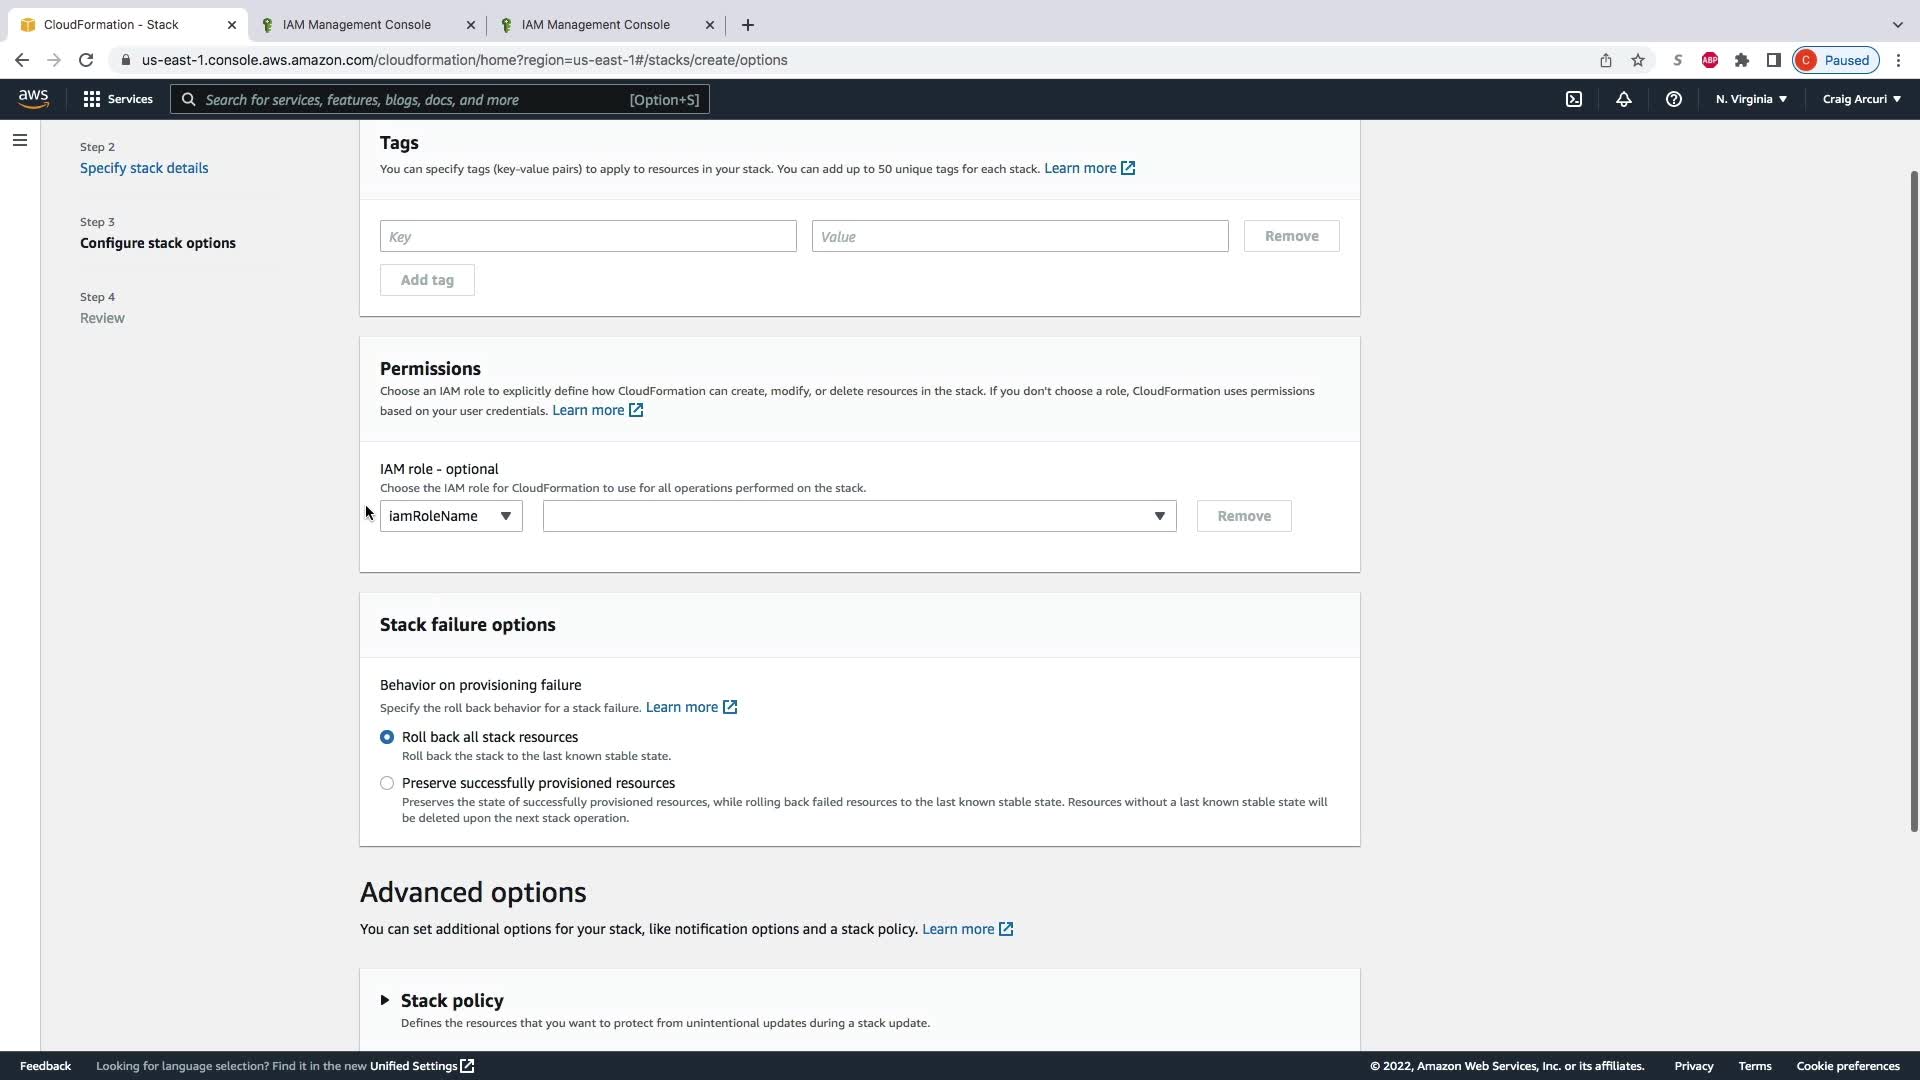 CloudFormation - Stack
IAM Management Console
IAM Management Console
us-east-1.console.aws.amazon.com/cloudformation/home?region=us-east-1#/stacks/create/options
S
ABP
C Paused
aws
Services
Search for services, features, blogs, docs, and more [Option+S]
N. Virginia
Craig Arcuri
Step 2
Specify stack details
Step 3
Configure stack options
Step 4
Review
Tags
You can specify tags (key-value pairs) to apply to resources in your stack. You can add up to 50 unique tags for each stack. Learn more
Key
Value
Remove
Add tag
Permissions
Choose an IAM role to explicitly define how CloudFormation can create, modify, or delete resources in the stack. If you don't choose a role, CloudFormation uses permissions
based on your user credentials. Learn more
IAM role - optional
Choose the IAM role for CloudFormation to use for all operations performed on the stack.
iamRoleName
Remove
Stack failure options
Behavior on provisioning failure
Specify the roll back behavior for a stack failure. Learn more
Roll back all stack resources
Roll back the stack to the last known stable state.
Preserve successfully provisioned resources
Preserves the state of successfully provisioned resources, while rolling back failed resources to the last known stable state. Resources without a last known stable state will
be deleted upon the next stack operation.
Advanced options
You can set additional options for your stack, like notification options and a stack policy. Learn more
Stack policy
Defines the resources that you want to protect from unintentional updates during a stack update.
Feedback
Looking for language selection? Find it in the new Unified Settings
© 2022, Amazon Web Services, Inc. or its affiliates.
Privacy
Terms
Cookie preferences